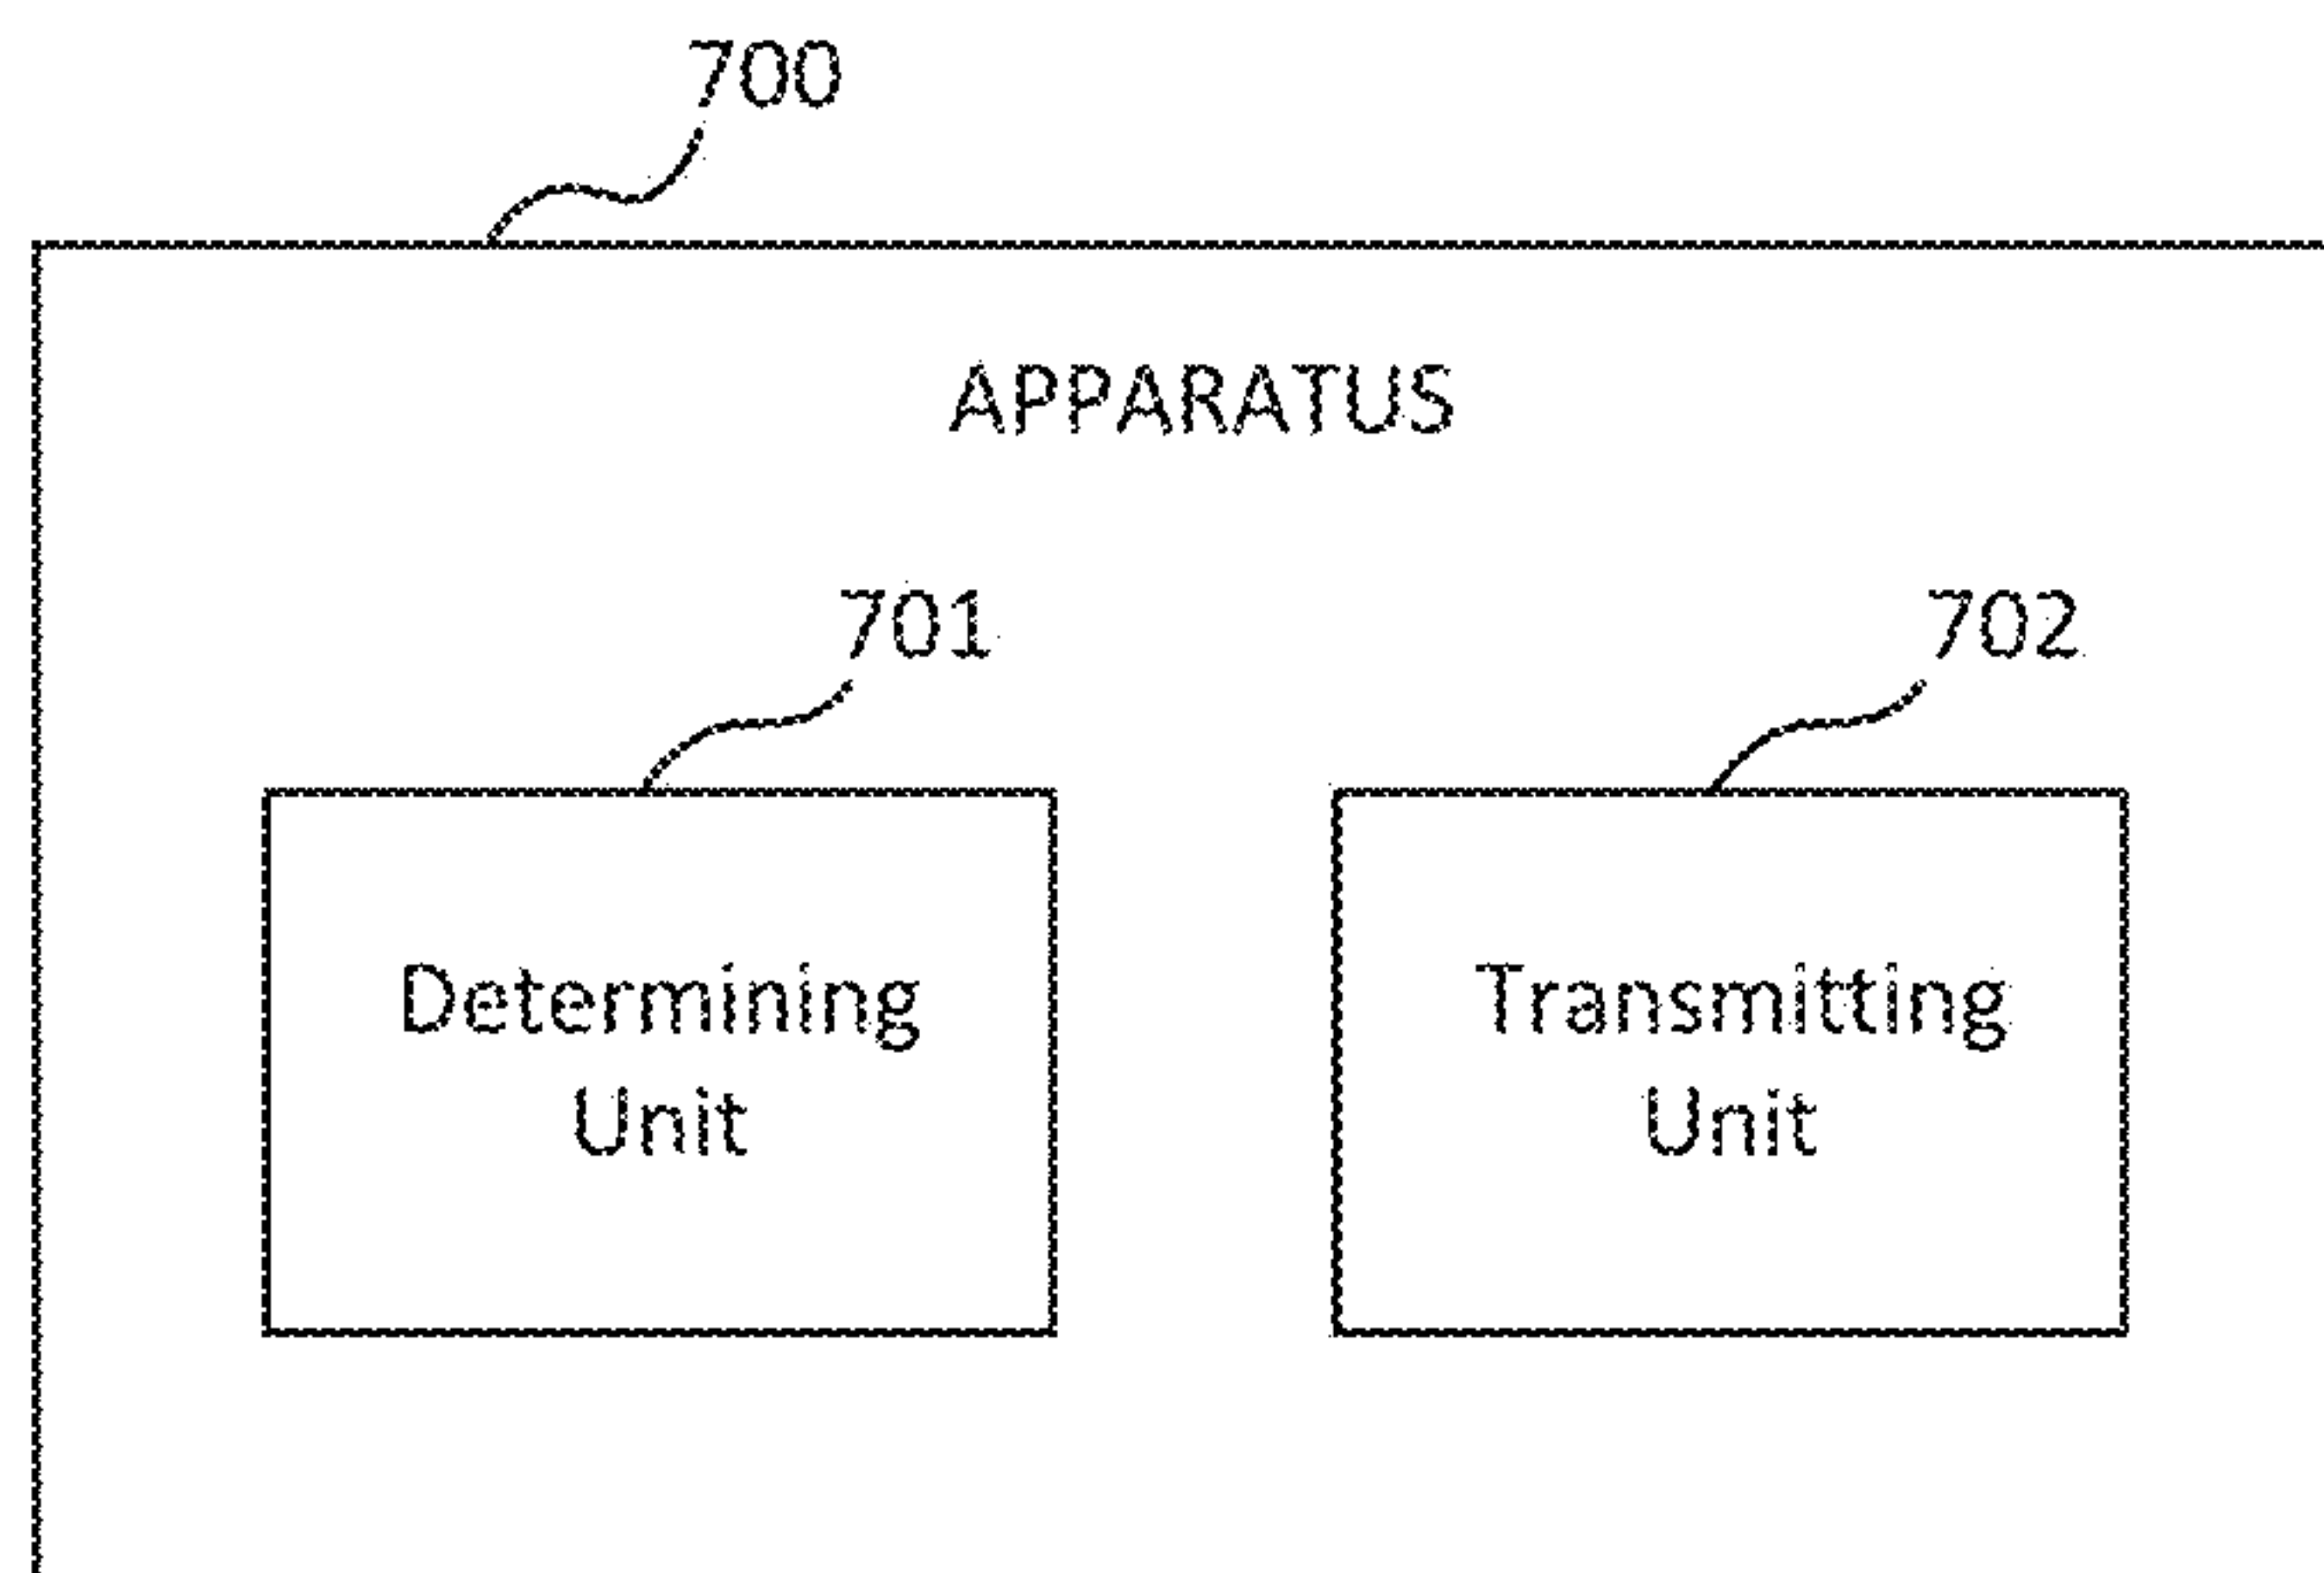 700
APPARATUS
701
702
Determining
Unit
Transmitting
Unit